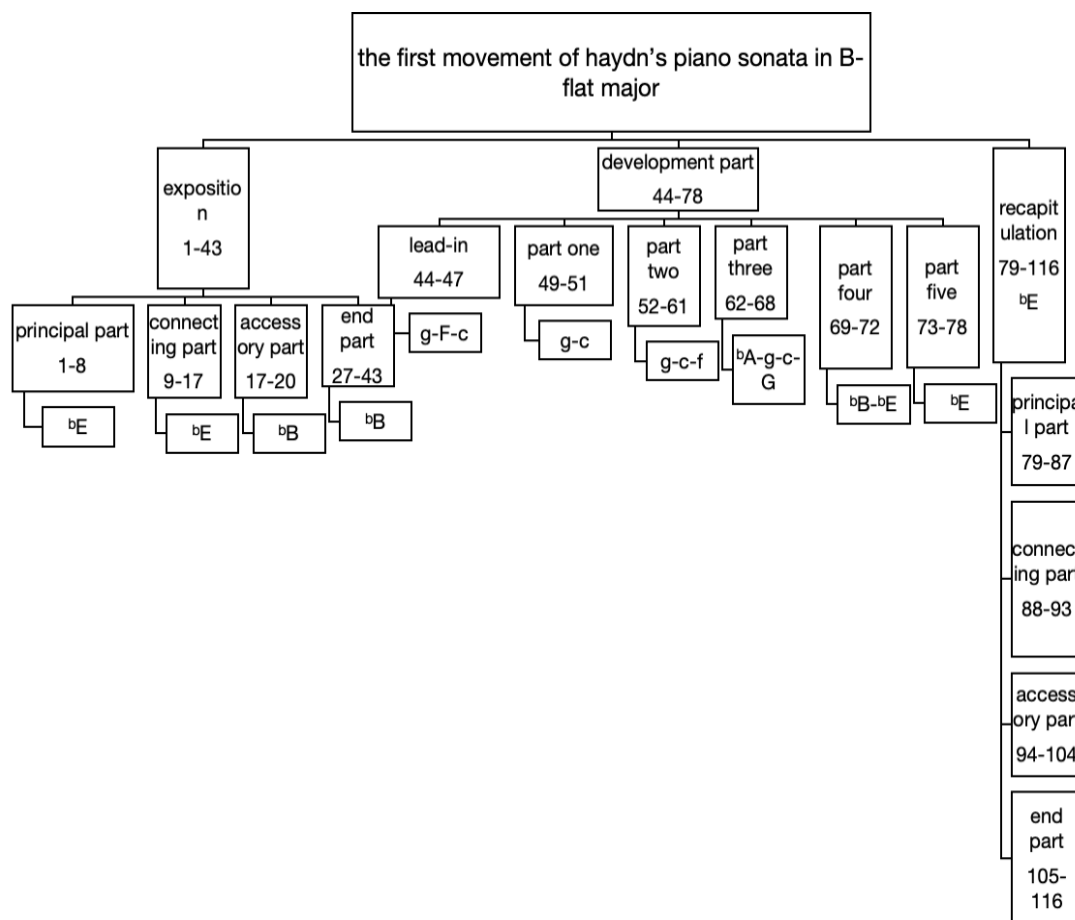 the first movement of haydn’s piano sonata in B-
flat major
expositio
n
1-43
principal part
1-8
ᵇE
connect
ing part
9-17
ᵇE
access
ory part
17-20
ᵇB
end
part
27-43
ᵇB
development part
44-78
lead-in
44-47
g-F-c
part one
49-51
g-c
part
two
52-61
g-c-f
part
three
62-68
ᵇA-g-c-
G
part
four
69-72
ᵇB-ᵇE
part
five
73-78
ᵇE
recapit
ulation
79-116
ᵇE
principa
l part
79-87
connect
ing part
88-93
access
ory part
94-104
end
part
105-
116